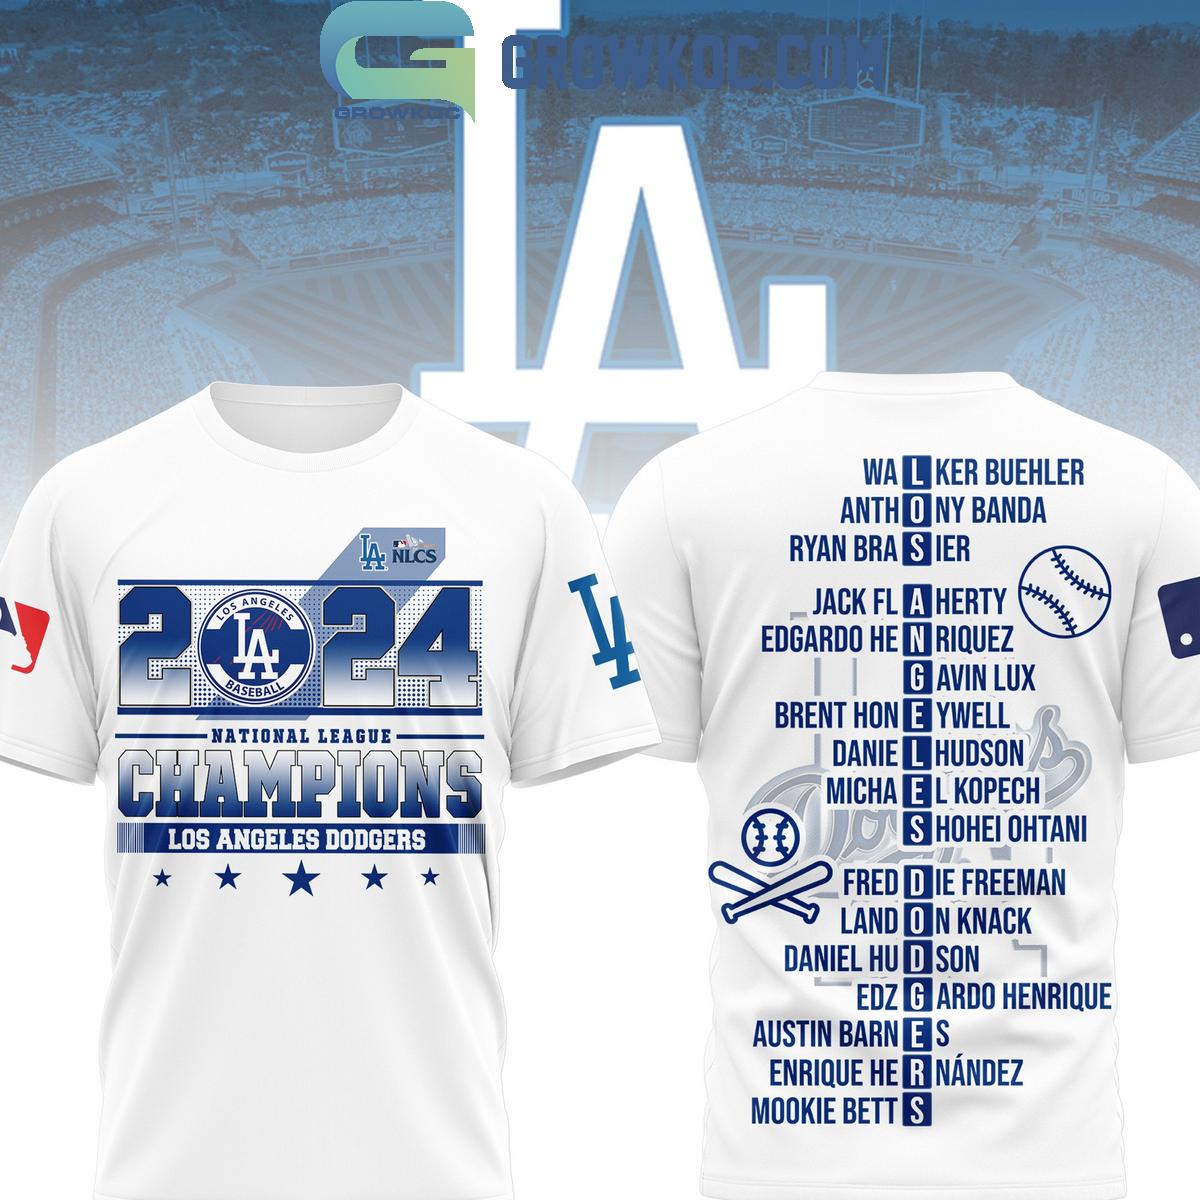 GROWKOC
GROWKOC.COM
LA
LA
NLCS
2024
LOS ANGELES
LA
BASEBALL
NATIONAL LEAGUE
CHAMPIONS
LOS ANGELES DODGERS
LA
WALKER BUEHLER
ANTHONY BANDA
RYAN BRASIER
JACK FLAHERTY
EDGARDO HENRIQUEZ
GAVIN LUX
BRENT HONEYWELL
DANIEL HUDSON
MICHAEL KOPECH
SHOHEI OHTANI
FREDDIE FREEMAN
LANDON KNACK
DANIEL HUDSON
EDZGARDO HENRIQUE
AUSTIN BARNES
ENRIQUE HERNÁNDEZ
MOOKIE BETTS